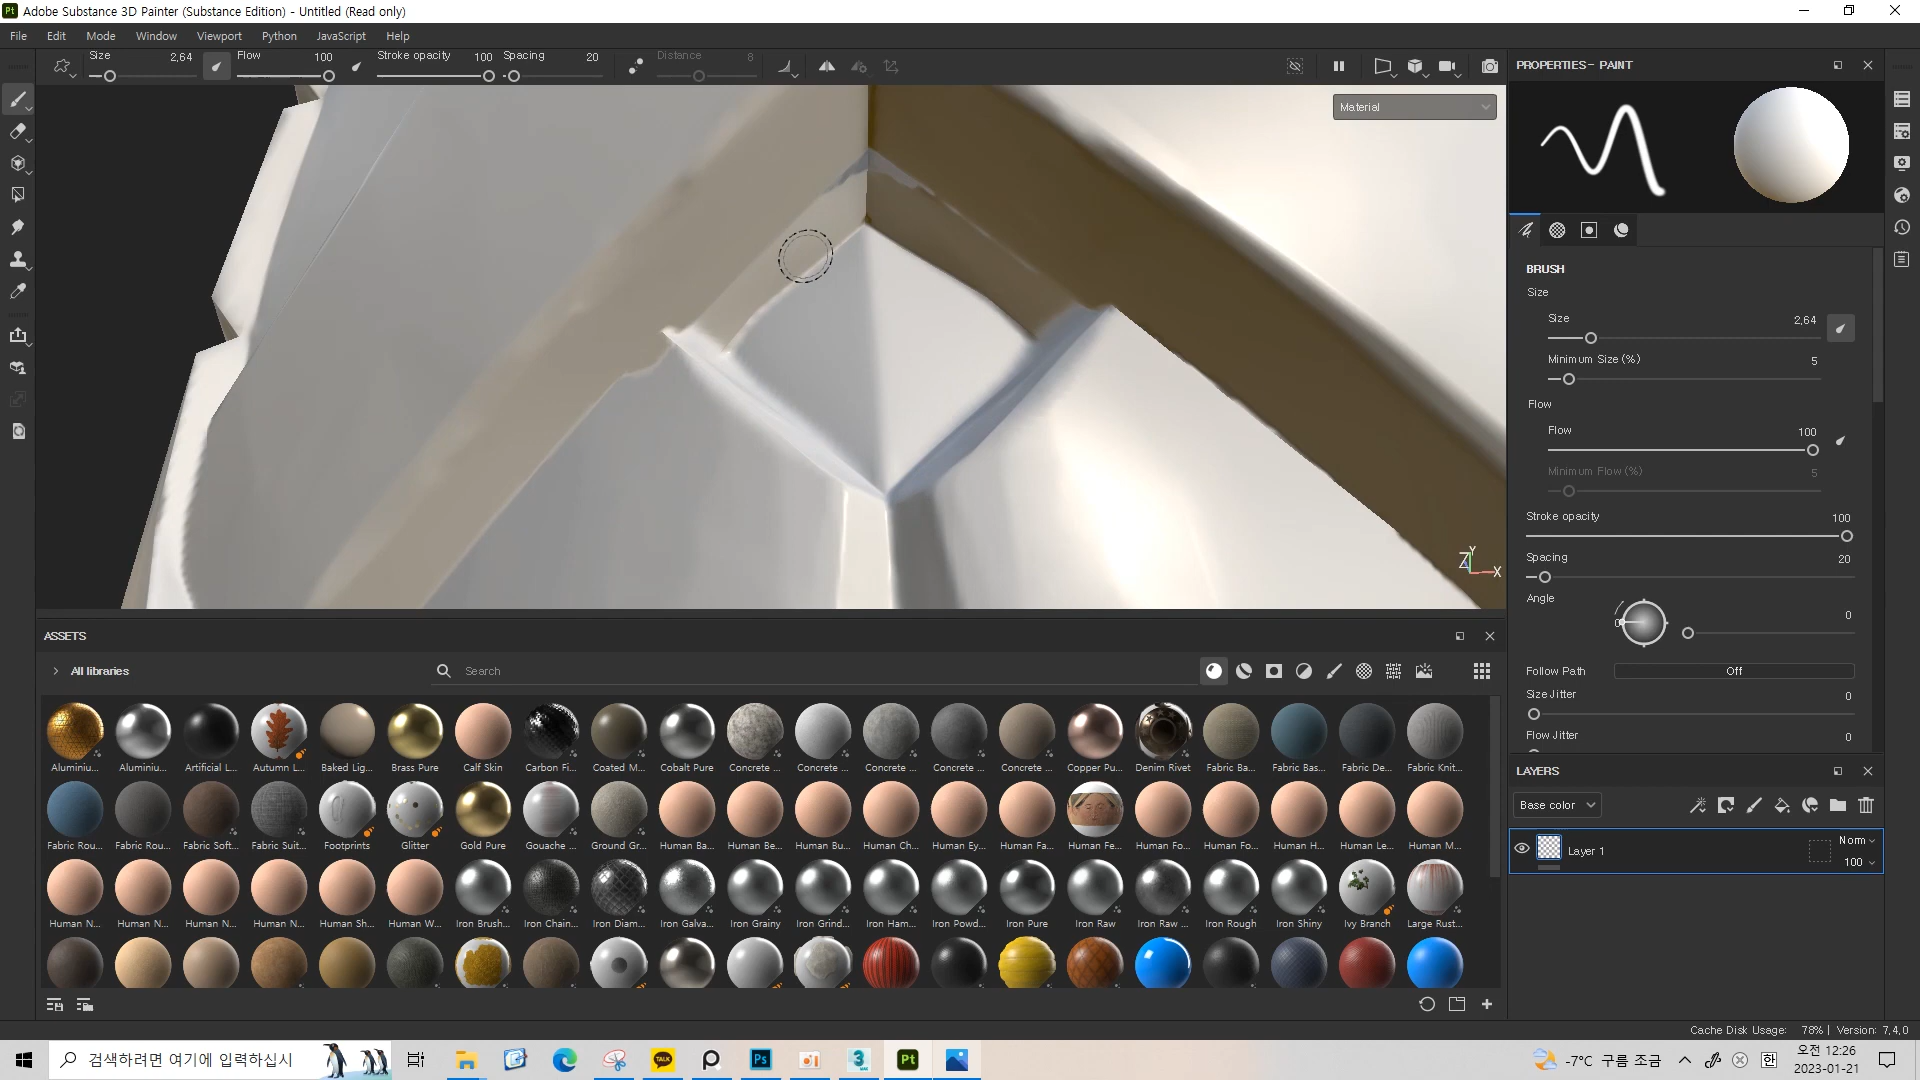 Pt Adobe Substance 3D Painter (Substance Edition) - Untitled (Read only)
File Edit Mode Window Viewport Python JavaScript Help
Size 2,64 Flow 100 Stroke opacity 100 Spacing 20 Distance 8
Material
Y
Z
X
PROPERTIES - PAINT
BRUSH
Size
Size 2,64
Minimum Size (%) 5
Flow
Flow 100
Minimum Flow (%) 5
Stroke opacity 100
Spacing 20
Angle 0
0
Follow Path Off
Size Jitter 0
Flow Jitter 0
LAYERS
Base color
Layer 1 Norm
100
ASSETS
All libraries Search
Aluminiu... Aluminiu... Artificial L... Autumn L... Baked Lig... Brass Pure Calf Skin Carbon Fi... Coated M... Cobalt Pure Concrete ... Concrete ... Concrete ... Concrete ... Concrete ... Copper Pu... Denim Rivet Fabric Ba... Fabric Bas... Fabric De... Fabric Knit...
Fabric Rou... Fabric Rou... Fabric Soft... Fabric Suit... Footprints Glitter Gold Pure Gouache ... Ground Gr... Human Ba... Human Be... Human Bu... Human Ch... Human Ey... Human Fa... Human Fe... Human Fo... Human Fo... Human H... Human Le... Human M...
Human N... Human N... Human N... Human N... Human Sh... Human W... Iron Brush... Iron Chain... Iron Diam... Iron Galva... Iron Grainy Iron Grind... Iron Ham... Iron Powd... Iron Pure Iron Raw Iron Raw ... Iron Rough Iron Shiny Ivy Branch Large Rust...
Cache Disk Usage: 78% | Version: 7,4,0
검색하려면 여기에 입력하십시
TALK
Ps
3
Pt
-7°C 구름 조금
한
오전 12:26
2023-01-21